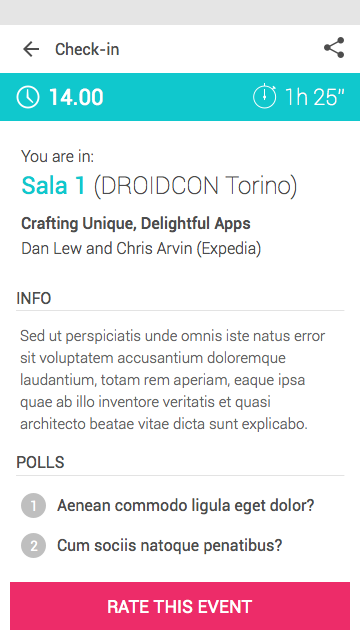 Check-in
14.00 1h 25”
You are in:
Sala 1 (DROIDCON Torino)
Crafting Unique, Delightful Apps
Dan Lew and Chris Arvin (Expedia)
INFO
Sed ut perspiciatis unde omnis iste natus error
sit voluptatem accusantium doloremque
laudantium, totam rem aperiam, eaque ipsa
quae ab illo inventore veritatis et quasi
architecto beatae vitae dicta sunt explicabo.
POLLS
1 Aenean commodo ligula eget dolor?
2 Cum sociis natoque penatibus?
RATE THIS EVENT